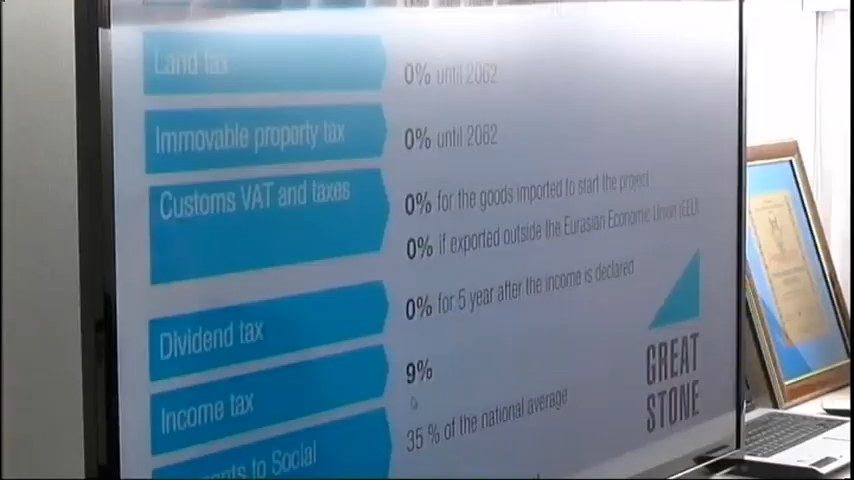 Land tax
0% until 2062
Immovable property tax
0% until 2062
Customs VAT and taxes
0% for the goods imported to start the project
0% if exported outside the Eurasian Economic Union (EEU)
Dividend tax
0% for 5 year after the income is declared
Income tax
9%
to Social
35 % of the national average
GREAT
STONE